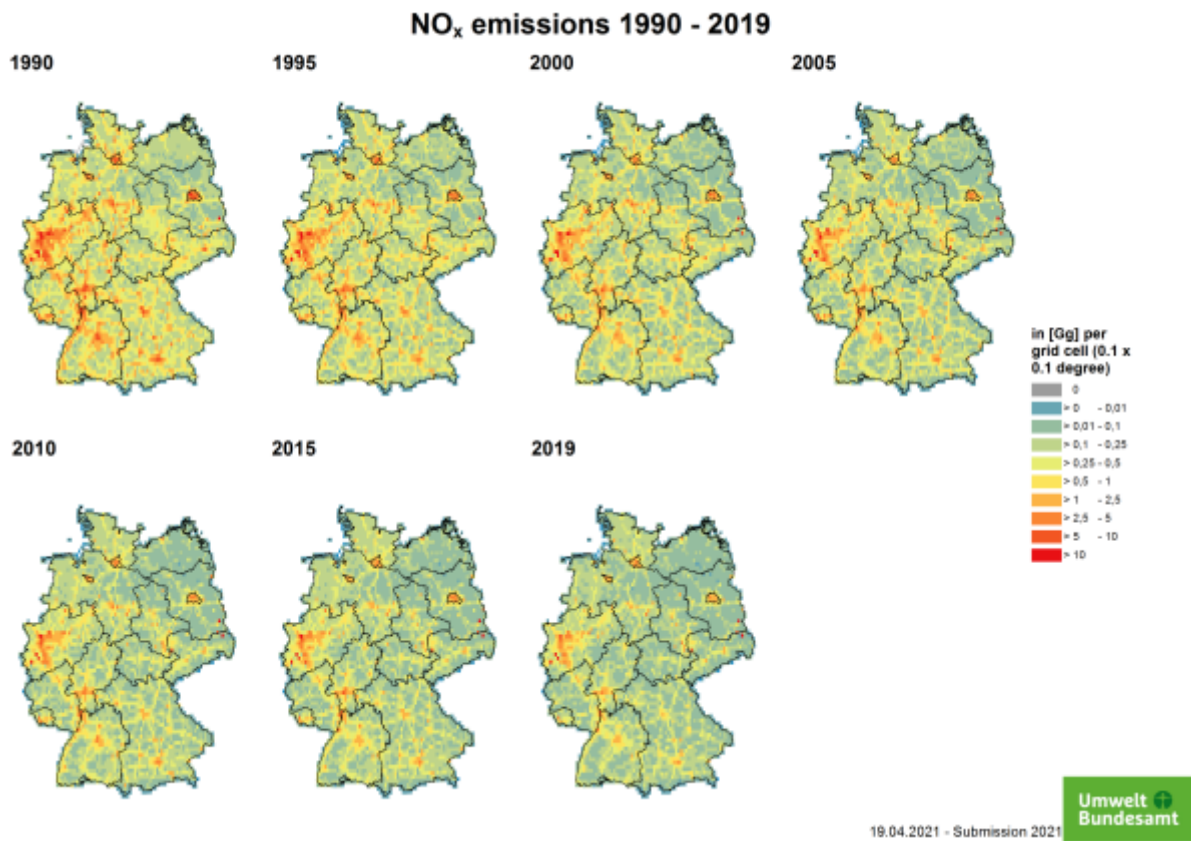 NOx emissions 1990 - 2019
1990
1995
2000
2005
in [Gg] per
grid cell (0.1 x
0.1 degree)
0
> 0 - 0,01
> 0,01 - 0,1
> 0,1 - 0,25
> 0,25 - 0,5
> 0,5 - 1
> 1 - 2,5
> 2,5 - 5
> 5 - 10
> 10
2010
2015
2019
Umwelt
Bundesamt
19.04.2021 - Submission 2021